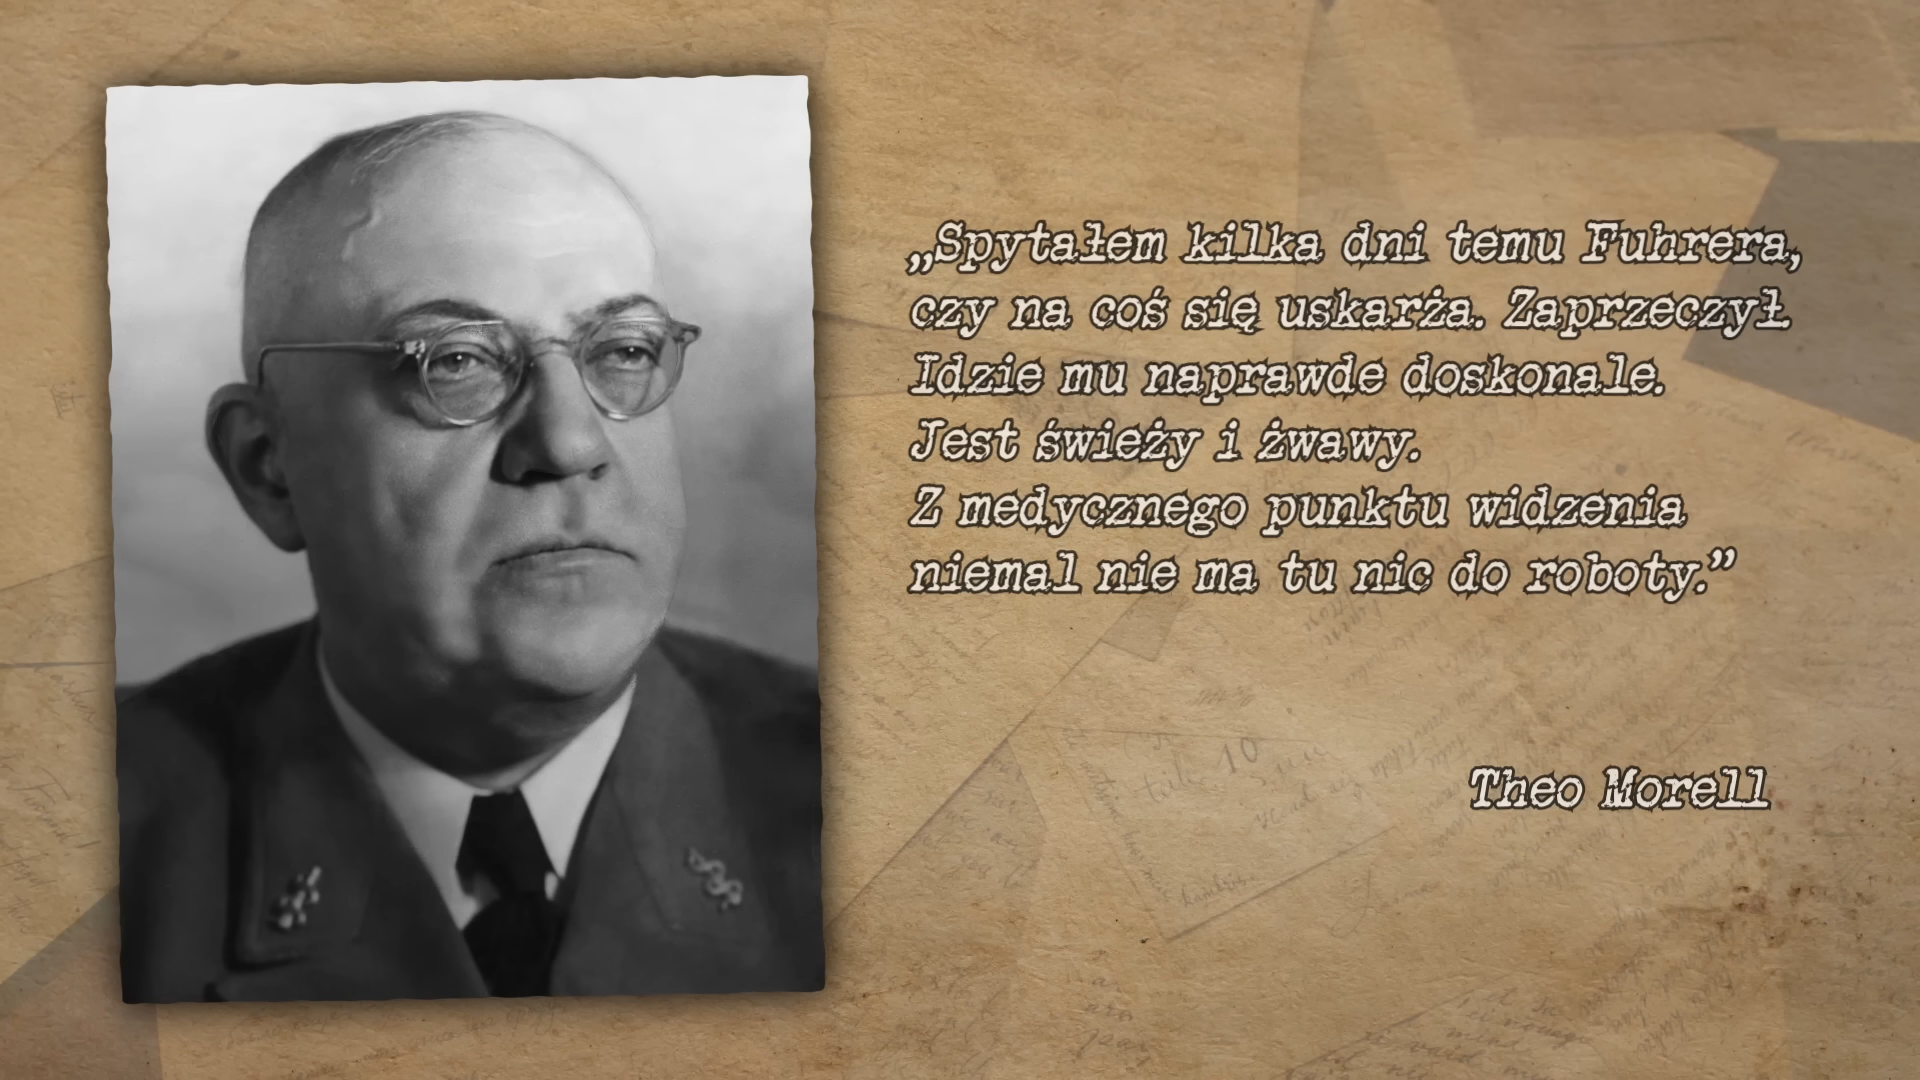 „Spytałem kilka dni temu Fuhrera,
czy na coś się uskarża. Zaprzeczył.
Idzie mu naprawde doskonale.
Jest świeży i żwawy.
Z medycznego punktu widzenia
niemal nie ma tu nic do roboty.”
Theo Morell